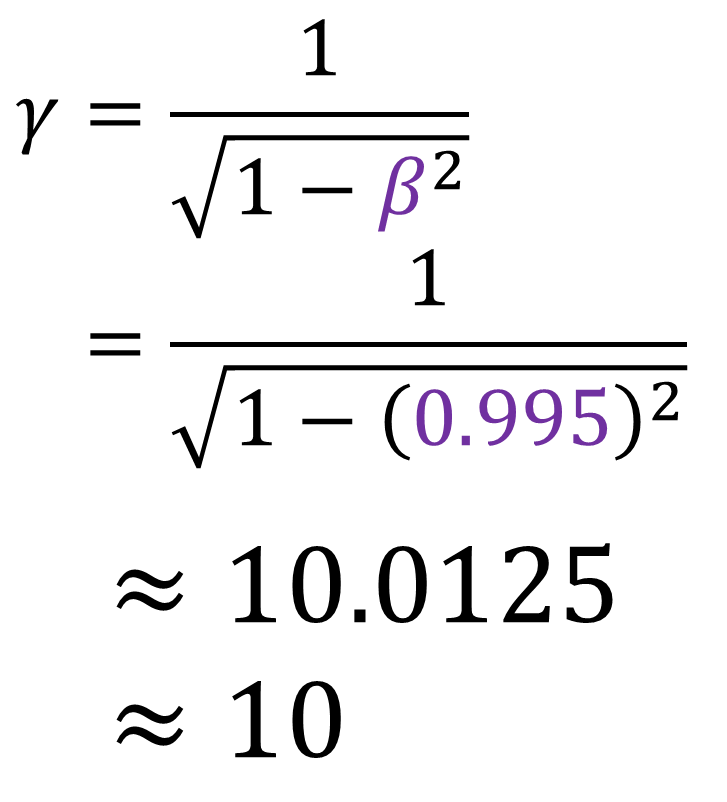 γ = 1 / √(1 − β²)
= 1 / √(1 − (0.995)²)
≈ 10.0125
≈ 10